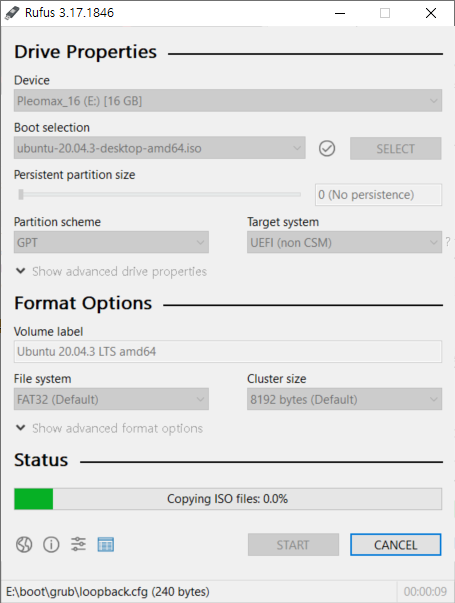 Rufus 3.17.1846
Drive Properties
Device
Pleomax_16 (E:) [16 GB]
Boot selection
ubuntu-20.04.3-desktop-amd64.iso
SELECT
Persistent partition size
0 (No persistence)
Partition scheme
Target system
GPT
UEFI (non CSM)
?
Show advanced drive properties
Format Options
Volume label
Ubuntu 20.04.3 LTS amd64
File system
Cluster size
FAT32 (Default)
8192 bytes (Default)
Show advanced format options
Status
Copying ISO files: 0.0%
START
CANCEL
E:\boot\grub\loopback.cfg (240 bytes)
00:00:09